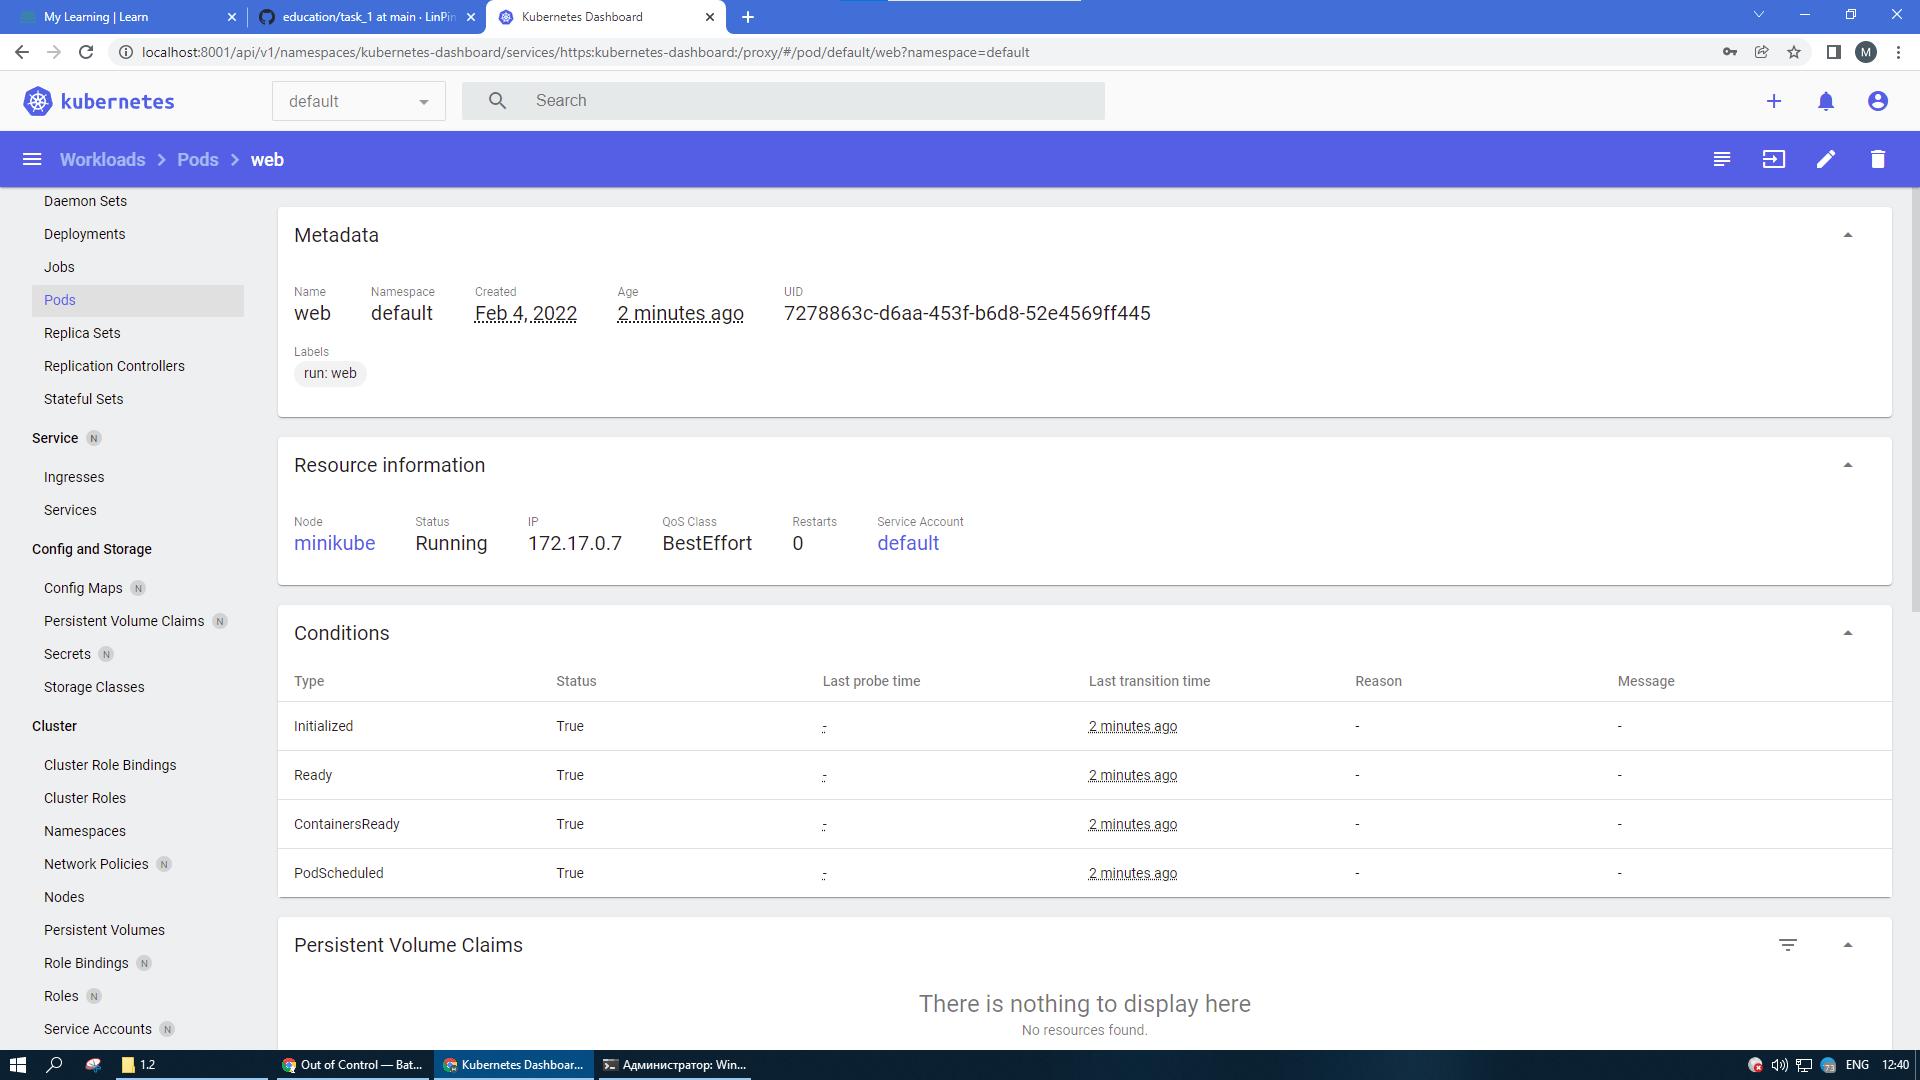 My Learning | Learn
education/task_1 at main · LinPin
Kubernetes Dashboard
localhost:8001/api/v1/namespaces/kubernetes-dashboard/services/https:kubernetes-dashboard:/proxy/#/pod/default/web?namespace=default
M
kubernetes
default
Search
Workloads
Pods
web
Daemon Sets
Deployments
Jobs
Pods
Replica Sets
Replication Controllers
Stateful Sets
Service N
Ingresses
Services
Config and Storage
Config Maps N
Persistent Volume Claims N
Secrets N
Storage Classes
Cluster
Cluster Role Bindings
Cluster Roles
Namespaces
Network Policies N
Nodes
Persistent Volumes
Role Bindings N
Roles N
Service Accounts N
Metadata
Name Namespace Created Age UID
web default Feb 4, 2022 2 minutes ago 7278863c-d6aa-453f-b6d8-52e4569ff445
Labels
run: web
Resource information
Node Status IP QoS Class Restarts Service Account
minikube Running 172.17.0.7 BestEffort 0 default
Conditions
Type Status Last probe time Last transition time Reason Message
Initialized True - 2 minutes ago - -
Ready True - 2 minutes ago - -
ContainersReady True - 2 minutes ago - -
PodScheduled True - 2 minutes ago - -
Persistent Volume Claims
There is nothing to display here
No resources found.
1.2
Out of Control — Bat...
Kubernetes Dashboar...
Администратор: Win...
73
ENG
12:40